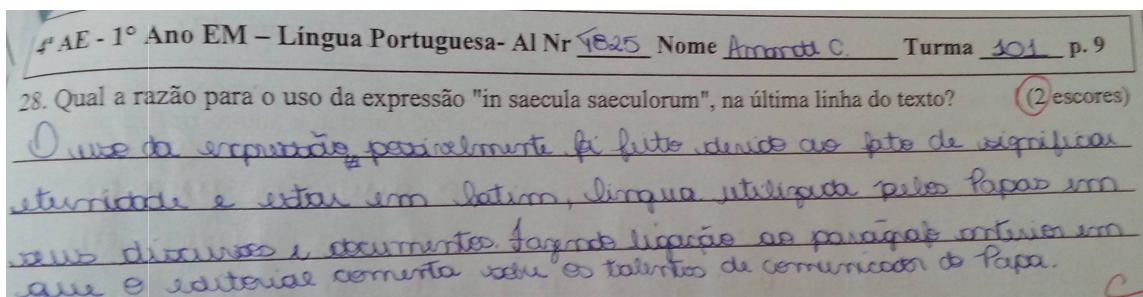 4ª AE - 1° Ano EM – Língua Portuguesa- Al Nr 4825 Nome Amanda C. Turma 101 p. 9
28. Qual a razão para o uso da expressão "in saecula saeculorum", na última linha do texto? (2 escores)
O uso da expressão, possivelmente, foi feito devido ao fato de significar
eternidade e estar em latim, língua utilizada pelos Papas em
seus discursos e documentos. fazendo ligação ao parágrafo anterior em
que o editorial comenta sobre os talentos de comunicador do Papa.
C